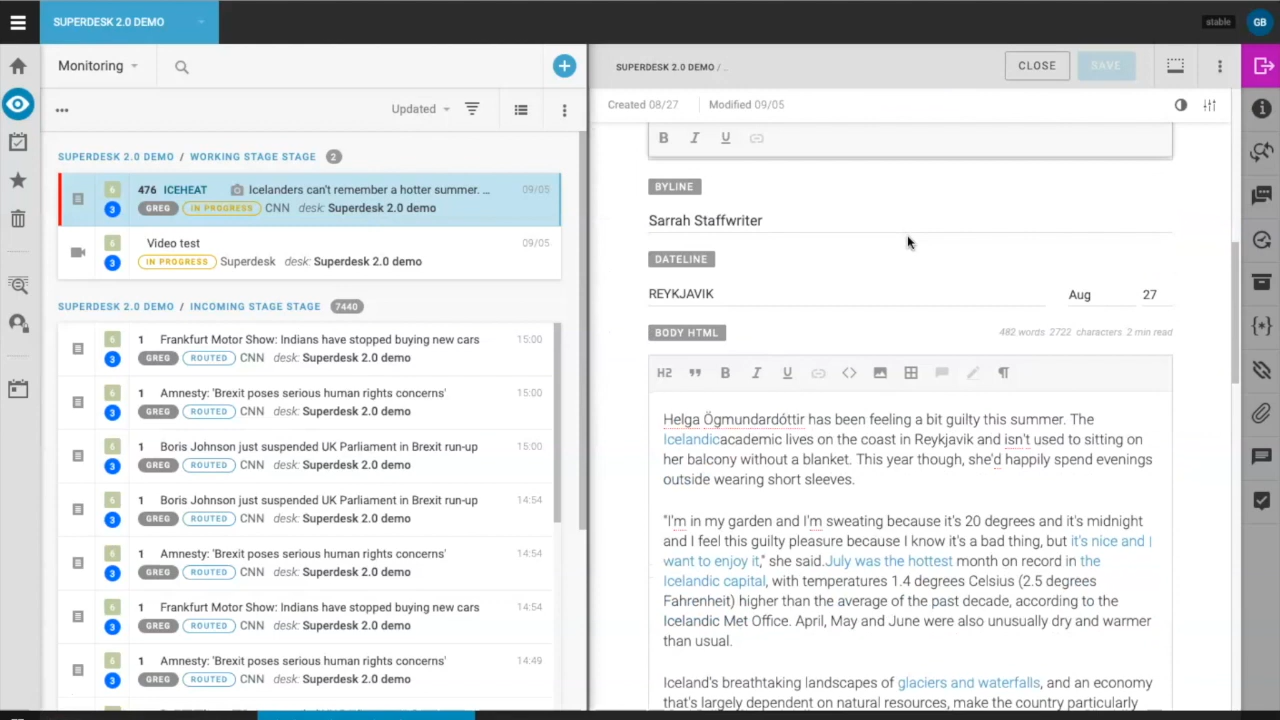 SUPERDESK 2.0 DEMO
stable
GB
Monitoring
Updated
SUPERDESK 2.0 DEMO / WORKING STAGE STAGE 2
6 476 ICEHEAT Icelanders can't remember a hotter summer. ... 09/05
3 GREG IN PROGRESS CNN desk: Superdesk 2.0 demo
6 Video test 09/05
3 IN PROGRESS Superdesk desk: Superdesk 2.0 demo
SUPERDESK 2.0 DEMO / INCOMING STAGE STAGE 7440
6 1 Frankfurt Motor Show: Indians have stopped buying new cars 15:00
3 GREG ROUTED CNN desk: Superdesk 2.0 demo
6 1 Amnesty: 'Brexit poses serious human rights concerns' 15:00
3 GREG ROUTED CNN desk: Superdesk 2.0 demo
6 1 Boris Johnson just suspended UK Parliament in Brexit run-up 15:00
3 GREG ROUTED CNN desk: Superdesk 2.0 demo
6 1 Boris Johnson just suspended UK Parliament in Brexit run-up 14:54
3 GREG ROUTED CNN desk: Superdesk 2.0 demo
6 1 Amnesty: 'Brexit poses serious human rights concerns' 14:54
3 GREG ROUTED CNN desk: Superdesk 2.0 demo
6 1 Frankfurt Motor Show: Indians have stopped buying new cars 14:54
3 GREG ROUTED CNN desk: Superdesk 2.0 demo
6 1 Amnesty: 'Brexit poses serious human rights concerns' 14:49
3 GREG ROUTED CNN desk: Superdesk 2.0 demo
SUPERDESK 2.0 DEMO / ..
CLOSE SAVE
Created 08/27 Modified 09/05
B I U
BYLINE
Sarrah Staffwriter
DATELINE
REYKJAVIK Aug 27
BODY HTML 482 words 2722 characters 2 min read
H2 B I U
Helga Ögmundardóttir has been feeling a bit guilty this summer. The
Icelandicacademic lives on the coast in Reykjavik and isn't used to sitting on
her balcony without a blanket. This year though, she'd happily spend evenings
outside wearing short sleeves.
"I'm in my garden and I'm sweating because it's 20 degrees and it's midnight
and I feel this guilty pleasure because I know it's a bad thing, but it's nice and I
want to enjoy it," she said.July was the hottest month on record in the
Icelandic capital, with temperatures 1.4 degrees Celsius (2.5 degrees
Fahrenheit) higher than the average of the past decade, according to the
Icelandic Met Office. April, May and June were also unusually dry and warmer
than usual.
Iceland's breathtaking landscapes of glaciers and waterfalls, and an economy
that's largely dependent on natural resources, make the country particularly